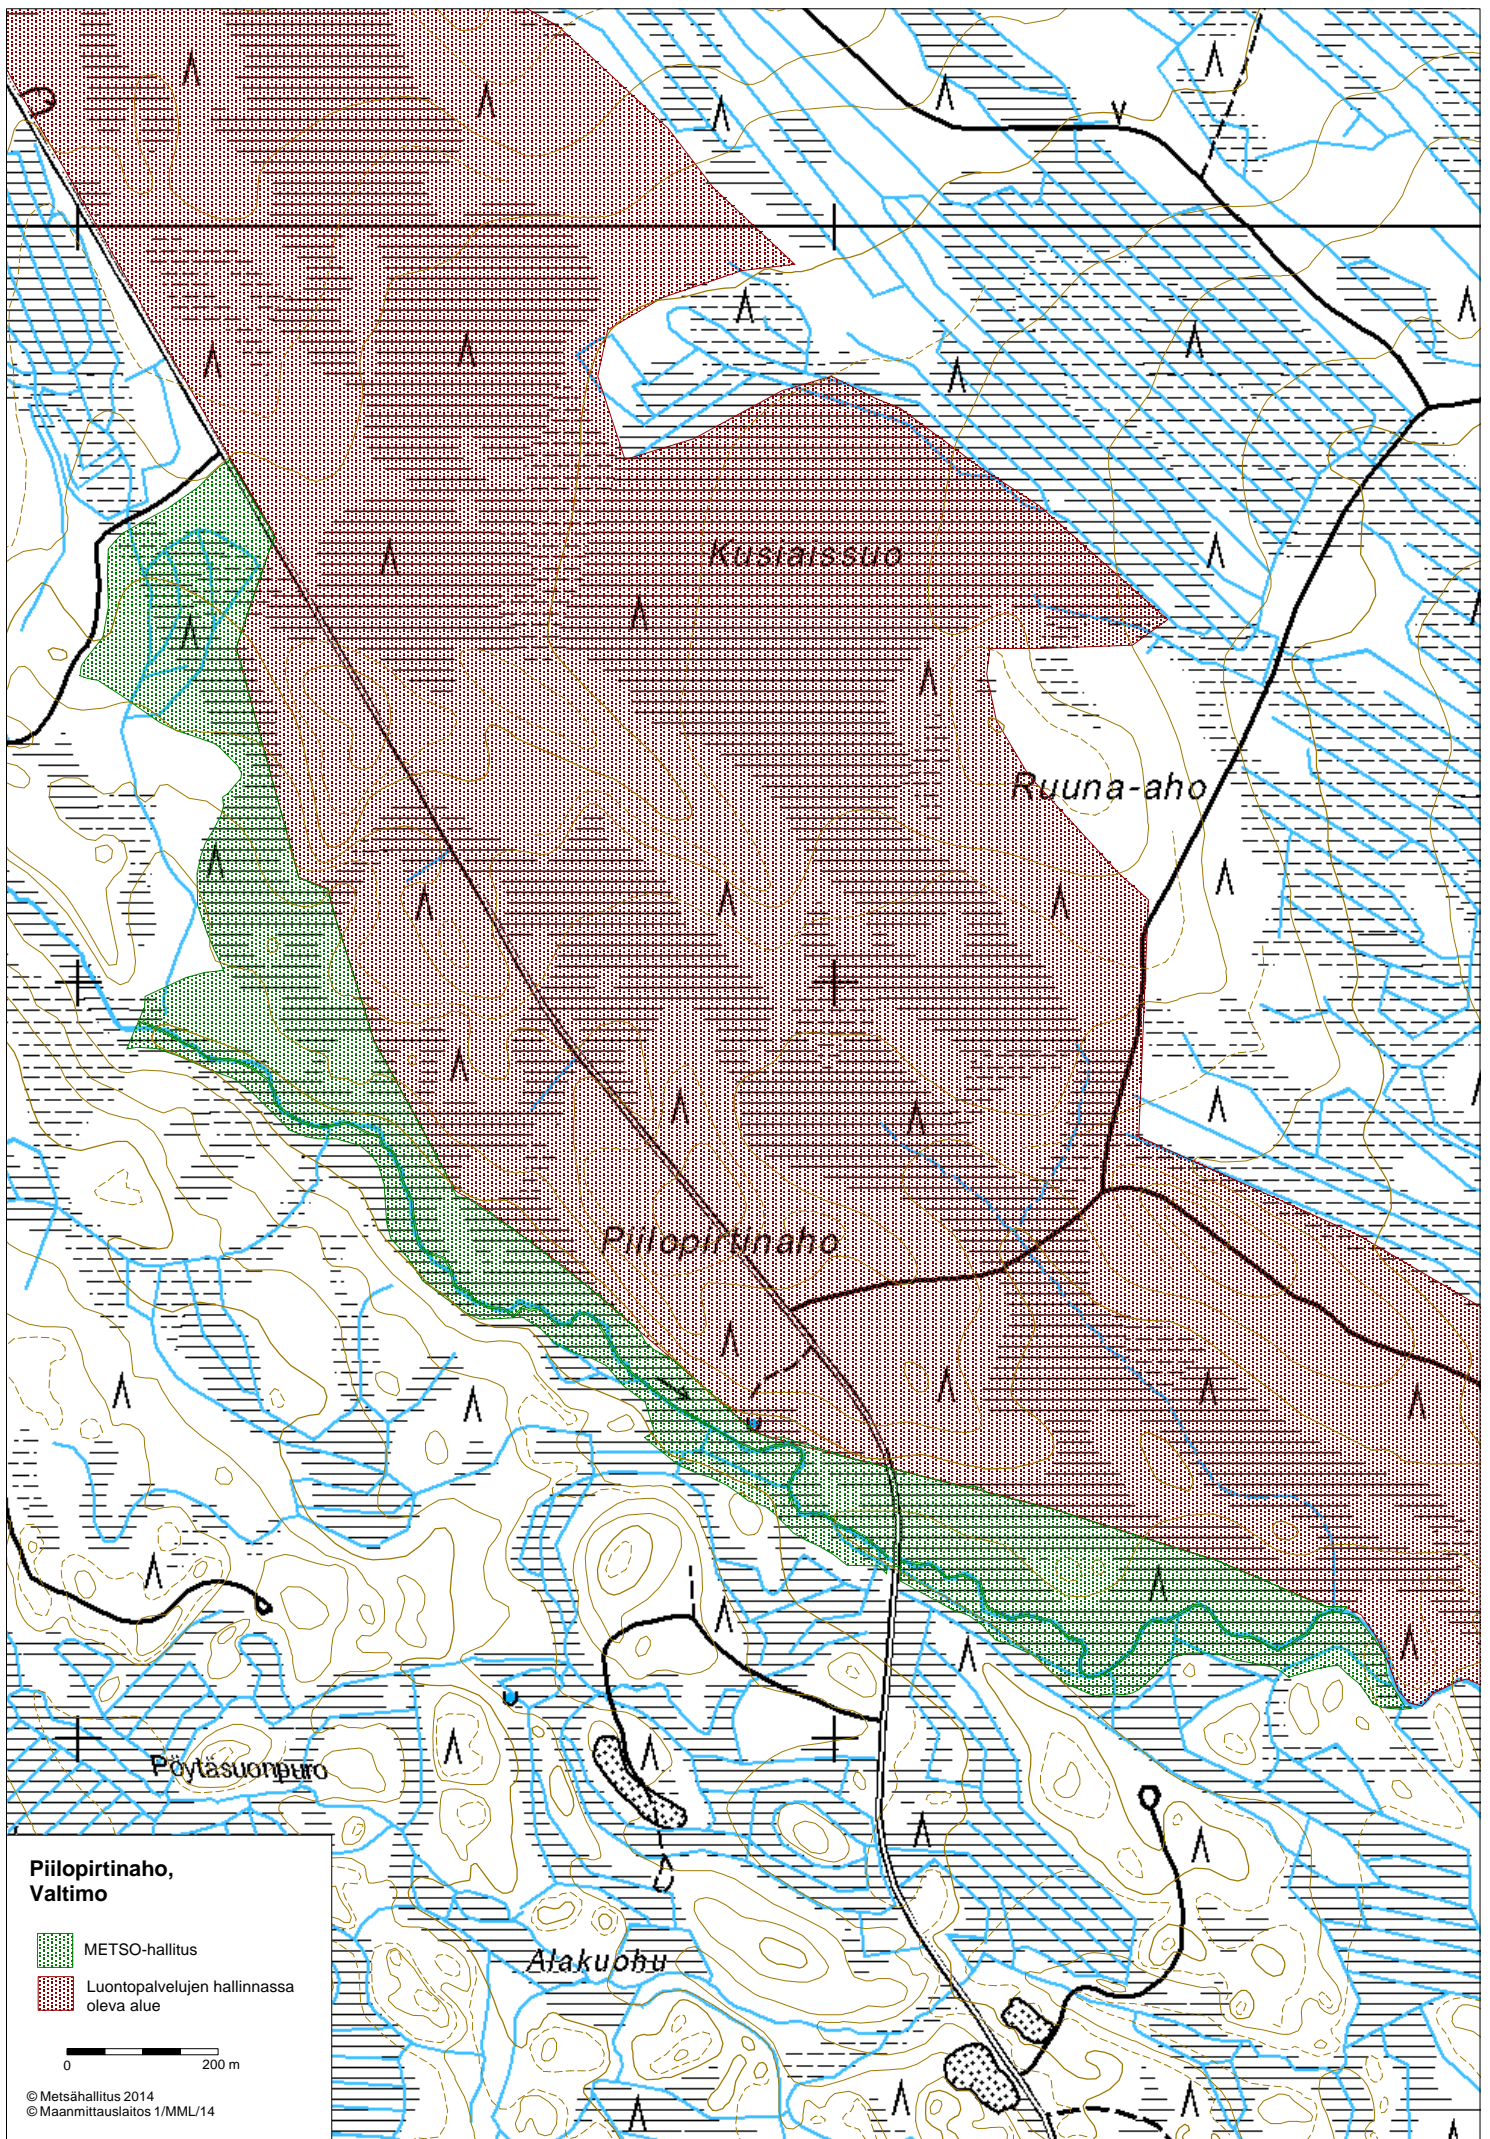 Kusiaissuo
Ruuna-aho
Piilopirtinaho
Pöytäsuonpuro
Alakuohu
Piilopirtinaho,
Valtimo
METSO-hallitus
Luontopalvelujen hallinnassa
oleva alue
0 200 m
© Metsähallitus 2014
© Maanmittauslaitos 1/MML/14